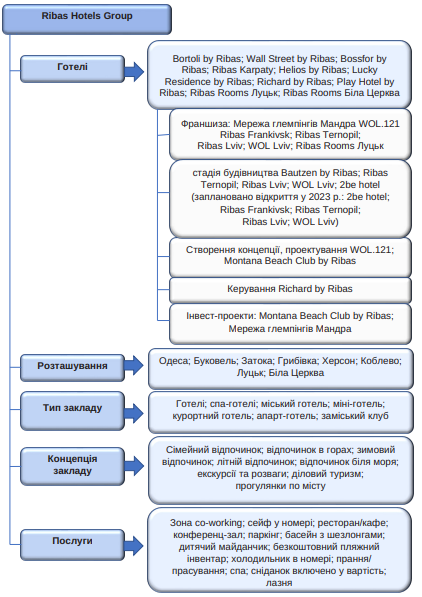 Ribas Hotels Group
Готелі
Bortoli by Ribas; Wall Street by Ribas; Bossfor by
Ribas; Ribas Karpaty; Helios by Ribas; Lucky
Residence by Ribas; Richard by Ribas; Play Hotel by
Ribas; Ribas Rooms Луцьк; Ribas Rooms Біла Церква
Франшиза: Мережа глемпінгів Мандра WOL.121
Ribas Frankivsk; Ribas Ternopil;
Ribas Lviv; WOL Lviv; Ribas Rooms Луцьк
стадія будівництва Bautzen by Ribas; Ribas
Ternopil; Ribas Lviv; WOL Lviv; 2be hotel
(заплановано відкриття у 2023 р.: 2be hotel;
Ribas Frankivsk; Ribas Ternopil;
Ribas Lviv; WOL Lviv)
Створення концепції, проектування WOL.121;
Montana Beach Club by Ribas
Керування Richard by Ribas
Інвест-проекти: Montana Beach Club by Ribas;
Мережа глемпінгів Мандра
Розташування
Одеса; Буковель; Затока; Грибівка; Херсон; Коблево;
Луцьк; Біла Церква
Тип закладу
Готелі; спа-готелі; міський готель; міні-готель;
курортний готель; апарт-готель; заміський клуб
Концепція
закладу
Сімейний відпочинок; відпочинок в горах; зимовий
відпочинок; літній відпочинок; відпочинок біля моря;
екскурсії та розваги; діловий туризм;
прогулянки по місту
Послуги
Зона co-working; сейф у номері; ресторан/кафе;
конференц-зал; паркінг; басейн з шезлонгами;
дитячий майданчик; безкоштовний пляжний
інвентар; холодильник в номері; прання/
прасування; спа; сніданок включено у вартість;
лазня